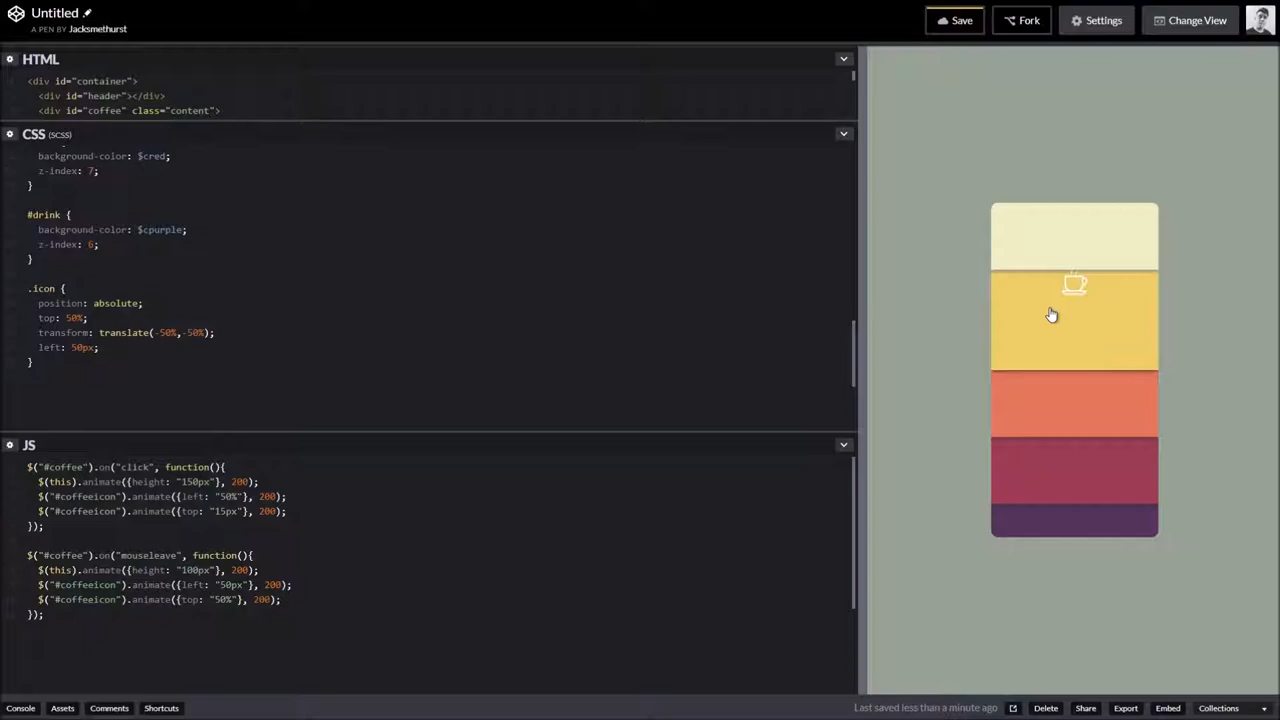 Untitled
A PEN BY Jacksmethurst
Save
Fork
Settings
Change View
HTML
<div id="container">
<div id="header"></div>
<div id="coffee" class="content">
CSS (SCSS)
background-color: $cred;
z-index: 7;
}
#drink {
background-color: $cpurple;
z-index: 6;
}
.icon {
position: absolute;
top: 50%;
transform: translate(-50%,-50%);
left: 50px;
}
JS
$("#coffee").on("click", function(){
$(this).animate({height: "150px"}, 200);
$("#coffeeicon").animate({left: "50%"}, 200);
$("#coffeeicon").animate({top: "15px"}, 200);
});
$("#coffee").on("mouseleave", function(){
$(this).animate({height: "100px"}, 200);
$("#coffeeicon").animate({left: "50px"}, 200);
$("#coffeeicon").animate({top: "50%"}, 200);
});
Console
Assets
Comments
Shortcuts
Last saved less than a minute ago
Delete
Share
Export
Embed
Collections